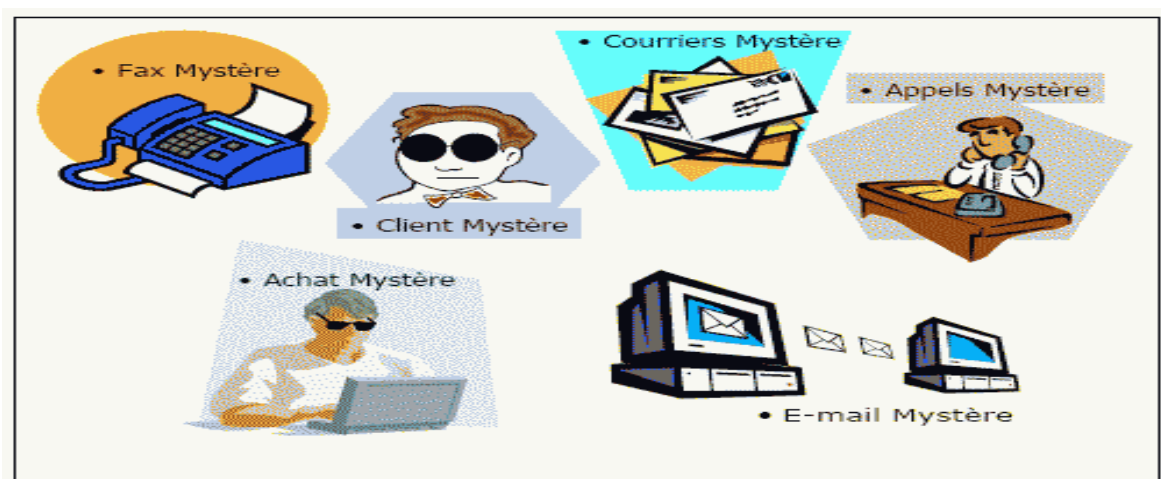 • Fax Mystère
• Courriers Mystère
• Appels Mystère
• Client Mystère
• Achat Mystère
• E-mail Mystère